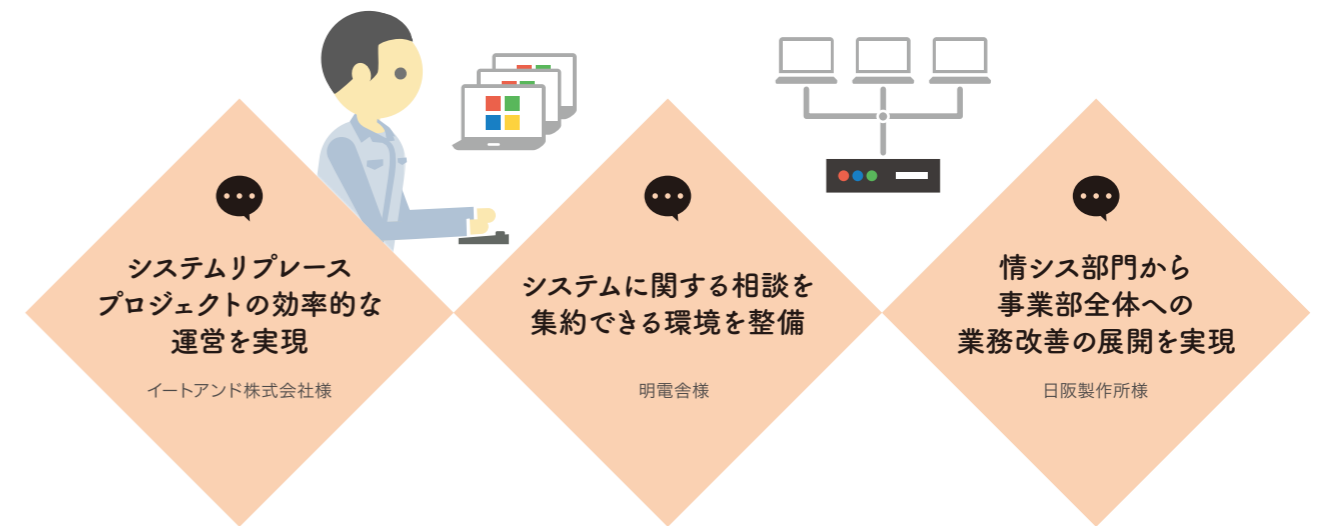 システムリプレース
プロジェクトの効率的な
運営を実現
イートアンド株式会社様
システムに関する相談を
集約できる環境を整備
明電舎様
情シス部門から
事業部全体への
業務改善の展開を実現
日阪製作所様